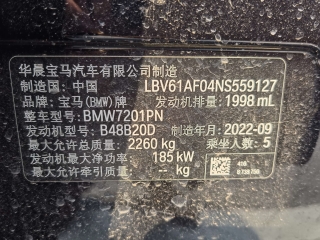 华晨宝马汽车有限公司制造
制造国: 中国 LBV61AF04NS559127
品牌: 宝马(BMW)牌 发动机排量: 1998 mL
整车型号: BMW7201PN
发动机型号: B48B20D 制造年月: 2022-09
最大允许总质量: 2260 kg 乘坐人数: 5
发动机最大净功率: 185 kW
最大允许牵引质量: -- kg